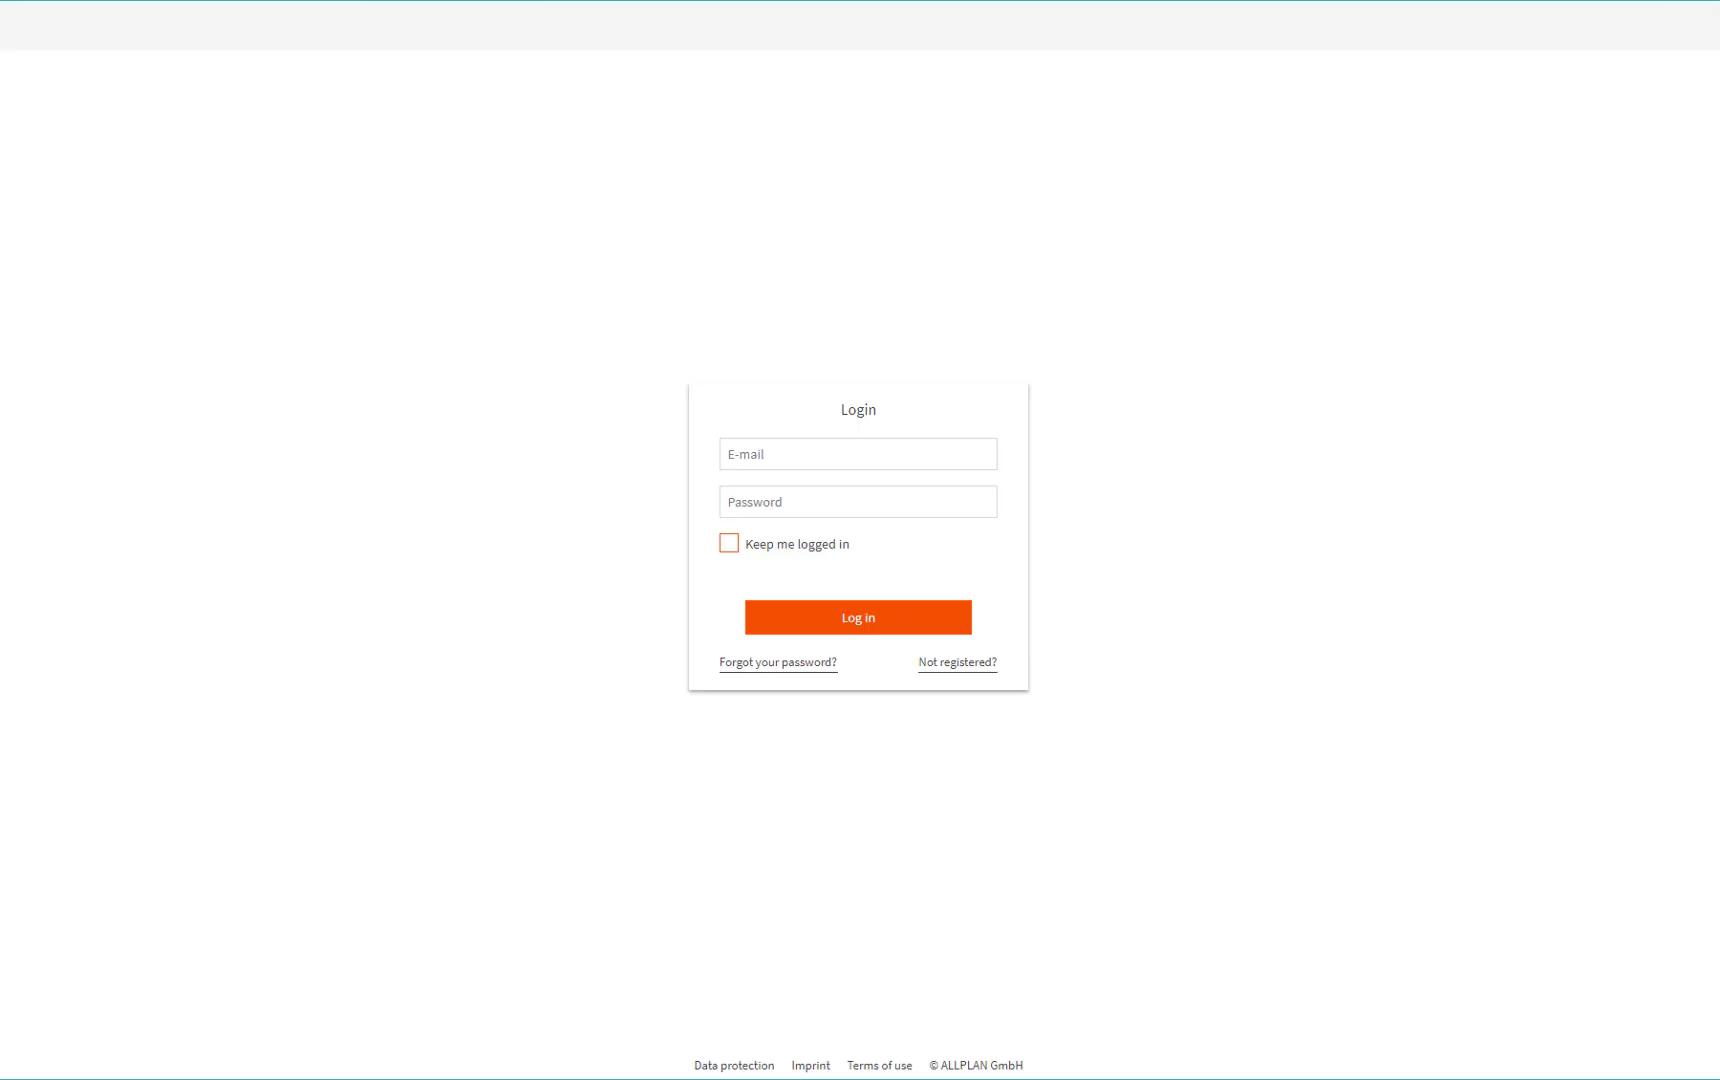 Login
E-mail
Password
Keep me logged in
Log in
Forgot your password? Not registered?
Data protection Imprint Terms of use © ALLPLAN GmbH